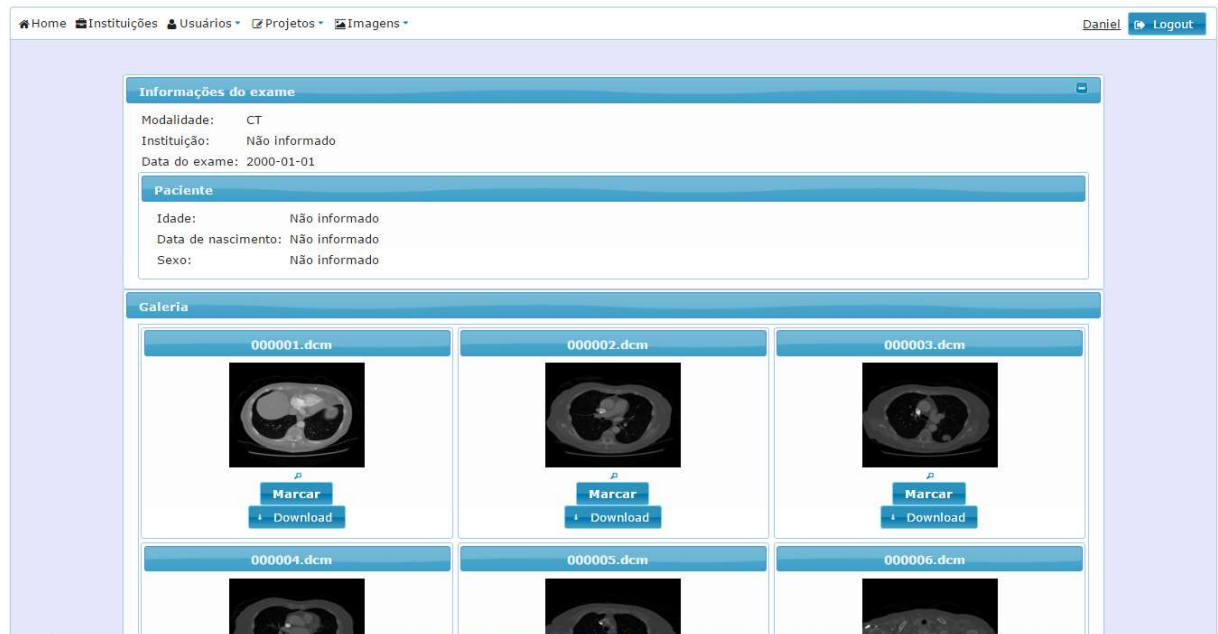 Home Instituições Usuários Projetos Imagens Daniel Logout
Informações do exame
Modalidade: CT
Instituição: Não informado
Data do exame: 2000-01-01
Paciente
Idade: Não informado
Data de nascimento: Não informado
Sexo: Não informado
Galeria
000001.dcm 000002.dcm 000003.dcm
Marcar Marcar Marcar
Download Download Download
000004.dcm 000005.dcm 000006.dcm